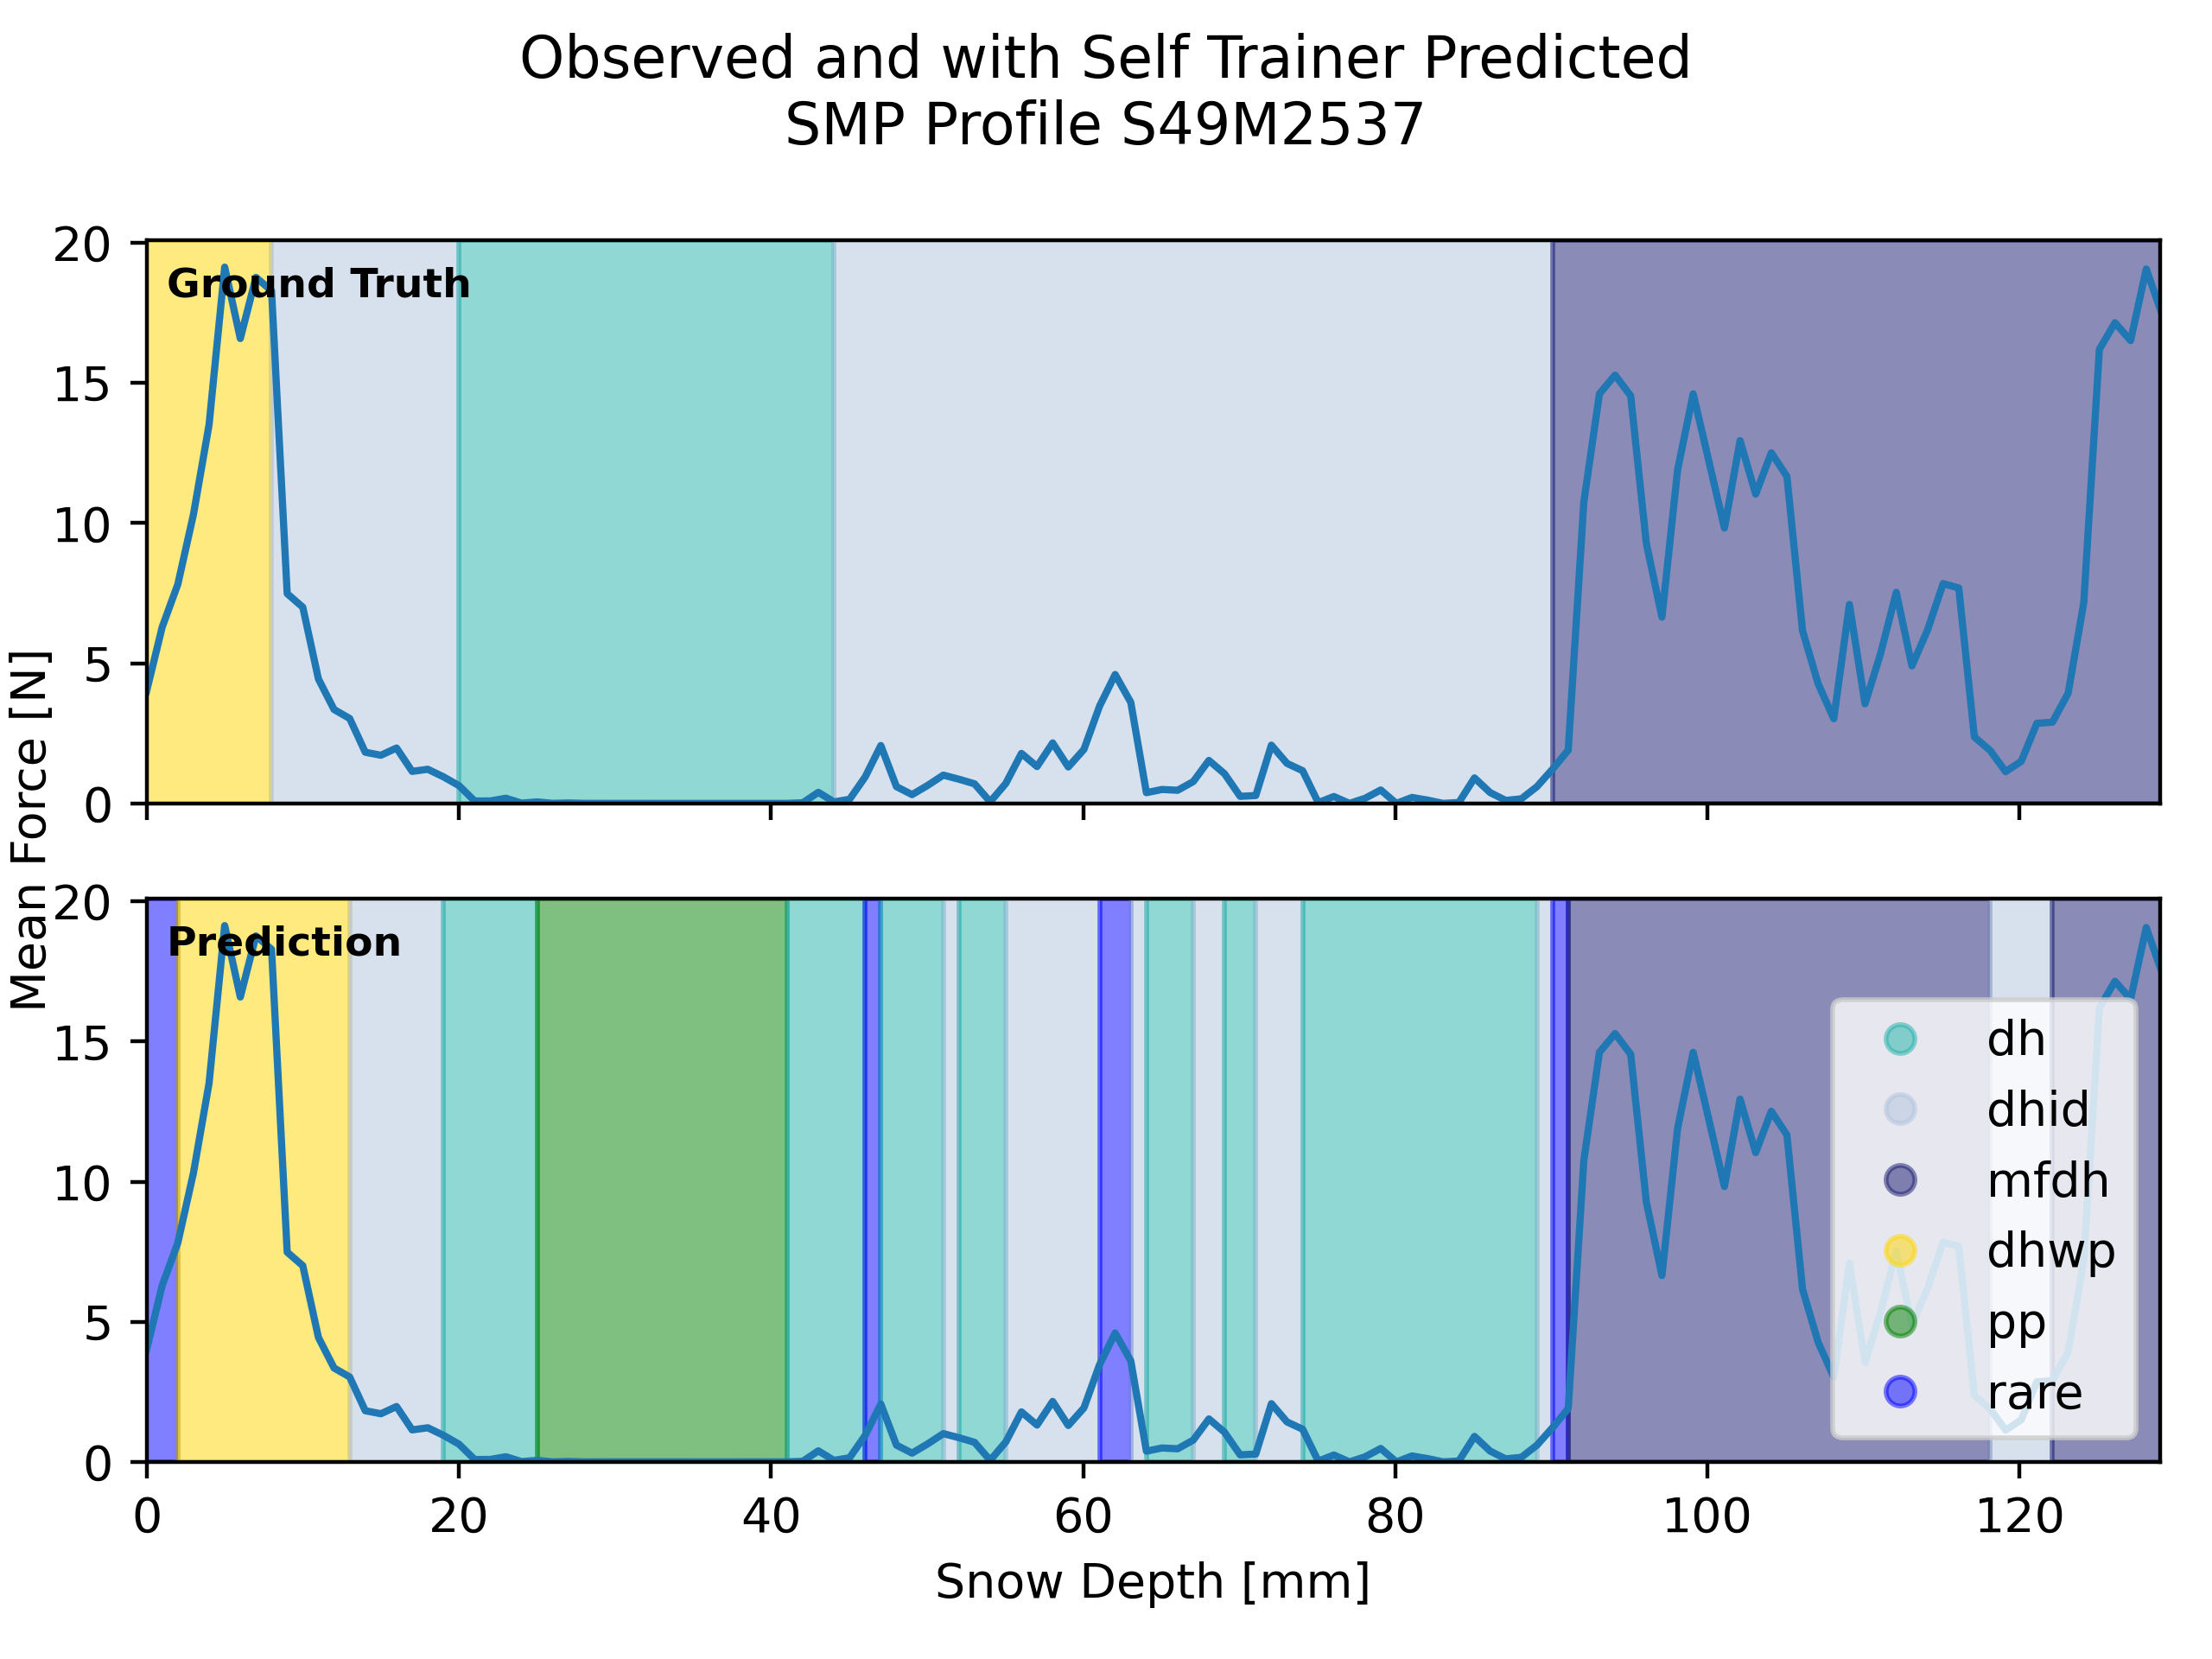 Observed and with Self Trainer Predicted
SMP Profile S49M2537
Mean Force [N]
20
15
10
5
0
Ground Truth
20
15
10
5
0
Prediction
dh
dhid
mfdh
dhwp
pp
rare
0 20 40 60 80 100 120
Snow Depth [mm]